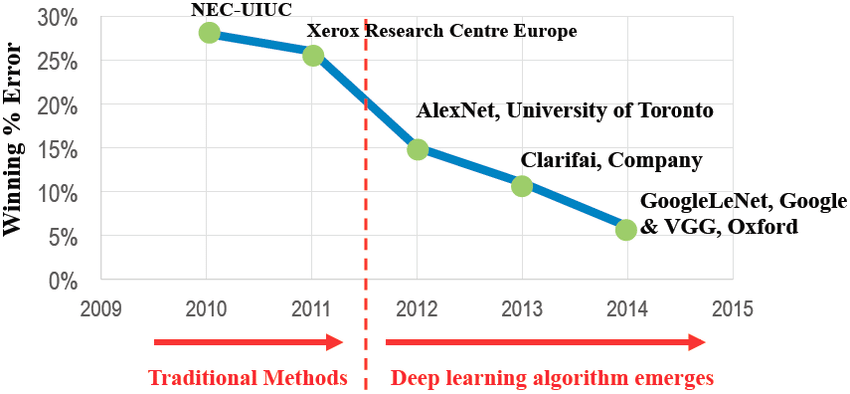 NEC-UIUC
Xerox Research Centre Europe
AlexNet, University of Toronto
Clarifai, Company
GoogleLeNet, Google
& VGG, Oxford
Winning % Error
30%
25%
20%
15%
10%
5%
0%
2009 2010 2011 2012 2013 2014 2015
Traditional Methods
Deep learning algorithm emerges